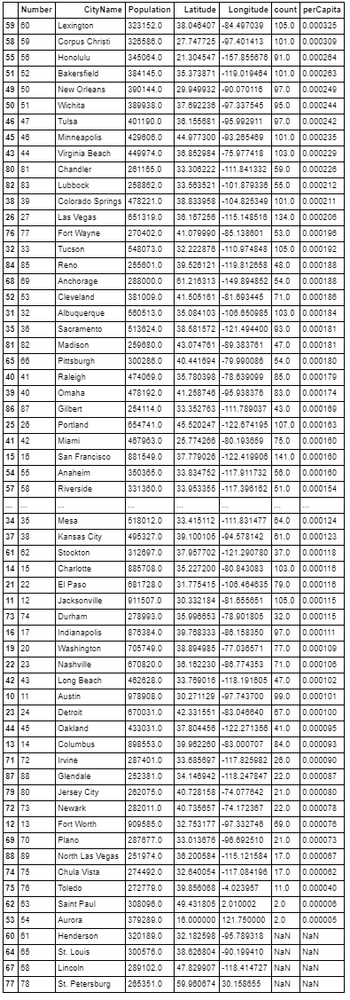 Number CityName Population Latitude Longitude count perCapita
59 60 Lexington 323152.0 38.046407 -84.497039 105.0 0.000325
58 59 Corpus Christi 326586.0 27.747725 -97.401413 101.0 0.000309
55 56 Honolulu 345064.0 21.304547 -157.855676 91.0 0.000264
51 52 Bakersfield 384145.0 35.373871 -119.019464 101.0 0.000263
49 50 New Orleans 390144.0 29.949932 -90.070116 97.0 0.000249
50 51 Wichita 389938.0 37.692236 -97.337545 95.0 0.000244
46 47 Tulsa 401190.0 36.155681 -95.992911 97.0 0.000242
45 46 Minneapolis 429606.0 44.977300 -93.265469 101.0 0.000235
43 44 Virginia Beach 449974.0 36.852984 -75.977418 103.0 0.000229
80 81 Chandler 261165.0 33.306222 -111.841332 59.0 0.000226
82 83 Lubbock 258862.0 33.563521 -101.879336 55.0 0.000212
38 39 Colorado Springs 478221.0 38.833958 -104.825349 101.0 0.000211
26 27 Las Vegas 651319.0 36.167256 -115.148516 134.0 0.000206
76 77 Fort Wayne 270402.0 41.079990 -85.138601 53.0 0.000196
32 33 Tucson 548073.0 32.222876 -110.974848 105.0 0.000192
84 85 Reno 255601.0 39.526121 -119.812658 48.0 0.000188
68 69 Anchorage 288000.0 61.216313 -149.894852 54.0 0.000188
52 53 Cleveland 381009.0 41.505161 -81.693445 71.0 0.000186
31 32 Albuquerque 560513.0 35.084103 -106.650985 103.0 0.000184
35 36 Sacramento 513624.0 38.581572 -121.494400 93.0 0.000181
81 82 Madison 259680.0 43.074761 -89.383761 47.0 0.000181
65 66 Pittsburgh 300286.0 40.441694 -79.990086 54.0 0.000180
40 41 Raleigh 474069.0 35.780398 -78.639099 85.0 0.000179
39 40 Omaha 478192.0 41.258746 -95.938376 83.0 0.000174
86 87 Gilbert 254114.0 33.352763 -111.789037 43.0 0.000169
25 26 Portland 654741.0 45.520247 -122.674195 107.0 0.000163
41 42 Miami 467963.0 25.774266 -80.193659 75.0 0.000160
15 16 San Francisco 881549.0 37.779026 -122.419906 141.0 0.000160
54 55 Anaheim 350365.0 33.834752 -117.911732 56.0 0.000160
57 58 Riverside 331360.0 33.953355 -117.396162 51.0 0.000154
... ... ... ... ... ... ... ...
34 35 Mesa 518012.0 33.415112 -111.831477 64.0 0.000124
37 38 Kansas City 495327.0 39.100105 -94.578142 61.0 0.000123
61 62 Stockton 312697.0 37.957702 -121.290780 37.0 0.000118
14 15 Charlotte 885708.0 35.227200 -80.843083 103.0 0.000116
21 22 El Paso 681728.0 31.775415 -106.464635 79.0 0.000116
11 12 Jacksonville 911507.0 30.332184 -81.655651 105.0 0.000115
73 74 Durham 278993.0 35.996653 -78.901805 32.0 0.000115
16 17 Indianapolis 876384.0 39.768333 -86.158350 97.0 0.000111
19 20 Washington 705749.0 38.894985 -77.036571 77.0 0.000109
22 23 Nashville 670820.0 36.162230 -86.774353 71.0 0.000106
42 43 Long Beach 462628.0 33.769016 -118.191605 47.0 0.000102
10 11 Austin 978908.0 30.271129 -97.743700 99.0 0.000101
23 24 Detroit 670031.0 42.331551 -83.046640 67.0 0.000100
44 45 Oakland 433031.0 37.804456 -122.271356 41.0 0.000095
13 14 Columbus 898553.0 39.962260 -83.000707 84.0 0.000093
71 72 Irvine 287401.0 33.685697 -117.825982 26.0 0.000090
87 88 Glendale 252381.0 34.146942 -118.247847 22.0 0.000087
79 80 Jersey City 262075.0 40.728158 -74.077642 21.0 0.000080
72 73 Newark 282011.0 40.735657 -74.172367 22.0 0.000078
12 13 Fort Worth 909585.0 32.753177 -97.332746 69.0 0.000076
69 70 Plano 287677.0 33.013676 -96.692510 21.0 0.000073
88 89 North Las Vegas 251974.0 36.200584 -115.121584 17.0 0.000067
74 75 Chula Vista 274492.0 32.640054 -117.084196 17.0 0.000062
75 76 Toledo 272779.0 39.856068 -4.023957 11.0 0.000040
62 63 Saint Paul 308096.0 49.431805 2.010002 2.0 0.000006
53 54 Aurora 379289.0 16.000000 121.750000 2.0 0.000005
60 61 Henderson 320189.0 32.182598 -95.789318 NaN NaN
64 65 St. Louis 300576.0 38.626804 -90.199410 NaN NaN
67 68 Lincoln 289102.0 47.829907 -118.414727 NaN NaN
77 78 St. Petersburg 265351.0 59.960674 30.158655 NaN NaN